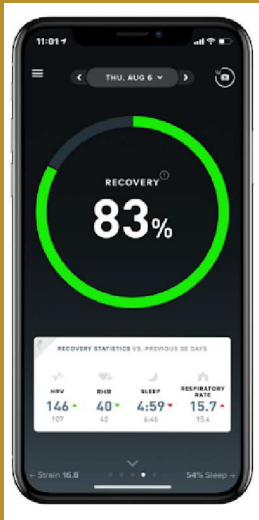 11:01
THU, AUG 6
RECOVERY
83%
RECOVERY STATISTICS VS. PREVIOUS 30 DAYS
HRV RHR SLEEP RESPIRATORY RATE
146 40 4:59 15.7
107 42 6:46 15.4
← Strain 16.8 54% Sleep →